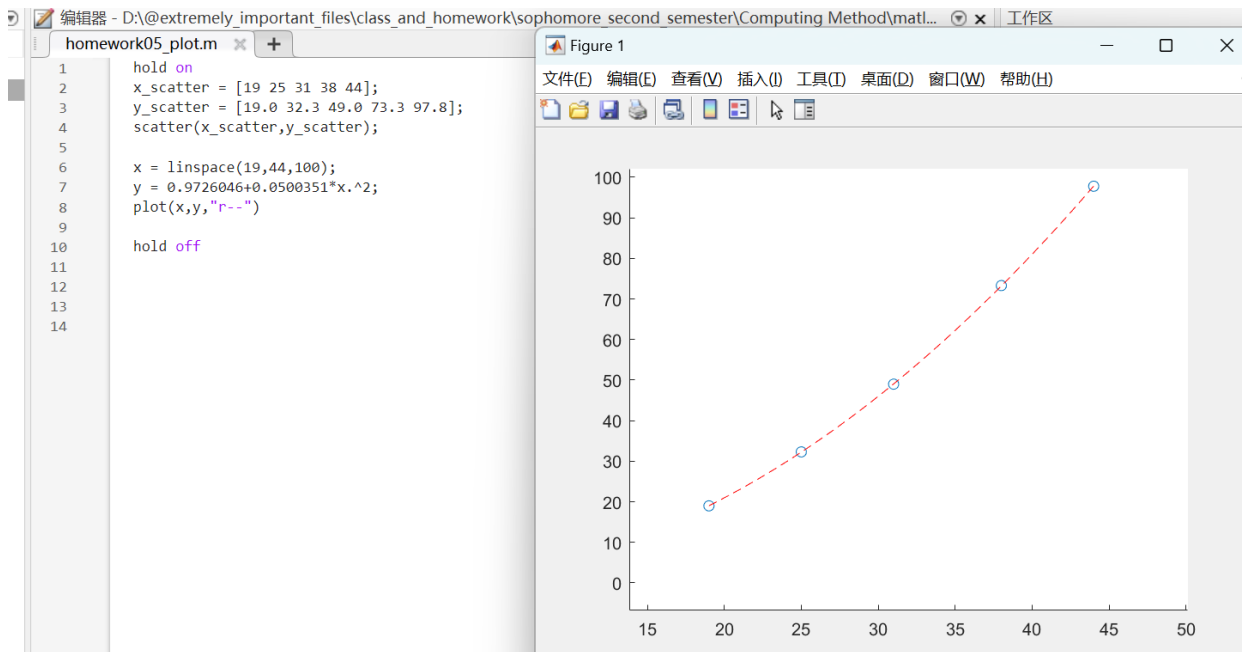 编辑器 - D:\@extremely_important_files\class_and_homework\sophomore_second_semester\Computing Method\matl...
工作区
homework05_plot.m
1 hold on
2 x_scatter = [19 25 31 38 44];
3 y_scatter = [19.0 32.3 49.0 73.3 97.8];
4 scatter(x_scatter,y_scatter);
5
6 x = linspace(19,44,100);
7 y = 0.9726046+0.0500351*x.^2;
8 plot(x,y,"r--")
9
10 hold off
11
12
13
14
Figure 1
文件(F) 编辑(E) 查看(V) 插入(I) 工具(T) 桌面(D) 窗口(W) 帮助(H)
100
90
80
70
60
50
40
30
20
10
0
15 20 25 30 35 40 45 50